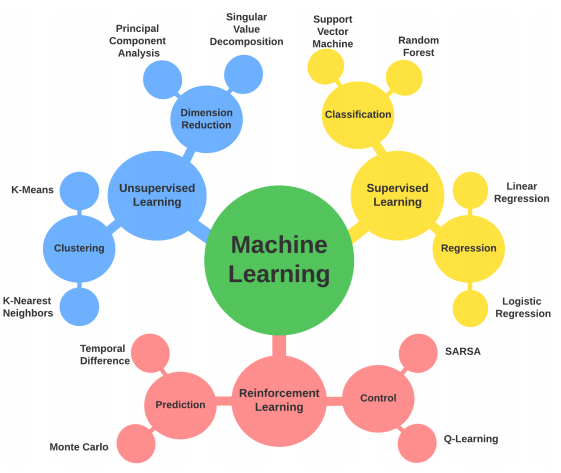 Singular
Value
Decomposition
Principal
Component
Analysis
Support
Vector
Machine
Random
Forest
Dimension
Reduction
Classification
K-Means
Unsupervised
Learning
Supervised
Learning
Linear
Regression
Clustering
Machine
Learning
Regression
K-Nearest
Neighbors
Logistic
Regression
Temporal
Difference
SARSA
Prediction
Reinforcement
Learning
Control
Monte Carlo
Q-Learning